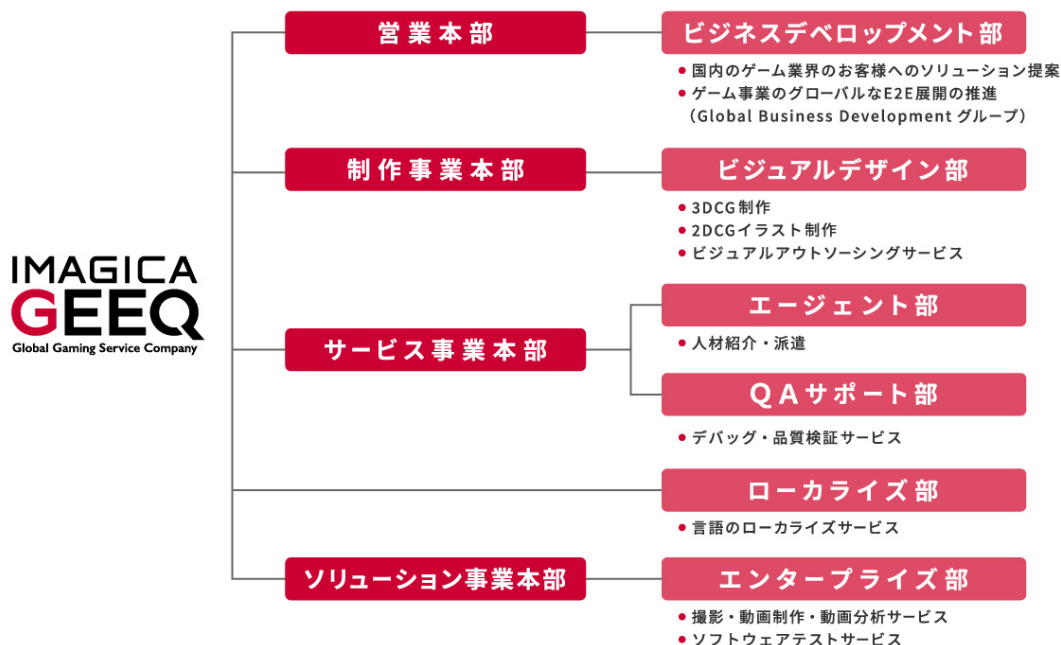 営業本部
ビジネスデベロップメント部
● 国内のゲーム業界のお客様へのソリューション提案
● ゲーム事業のグローバルなE2E展開の推進
（Global Business Development グループ）
制作事業本部
ビジュアルデザイン部
● 3DCG制作
● 2DCGイラスト制作
● ビジュアルアウトソーシングサービス
IMAGICA
GEEQ
Global Gaming Service Company
サービス事業本部
エージェント部
● 人材紹介・派遣
QAサポート部
● デバッグ・品質検証サービス
ローカライズ部
● 言語のローカライズサービス
ソリューション事業本部
エンタープライズ部
● 撮影・動画制作・動画分析サービス
● ソフトウェアテストサービス